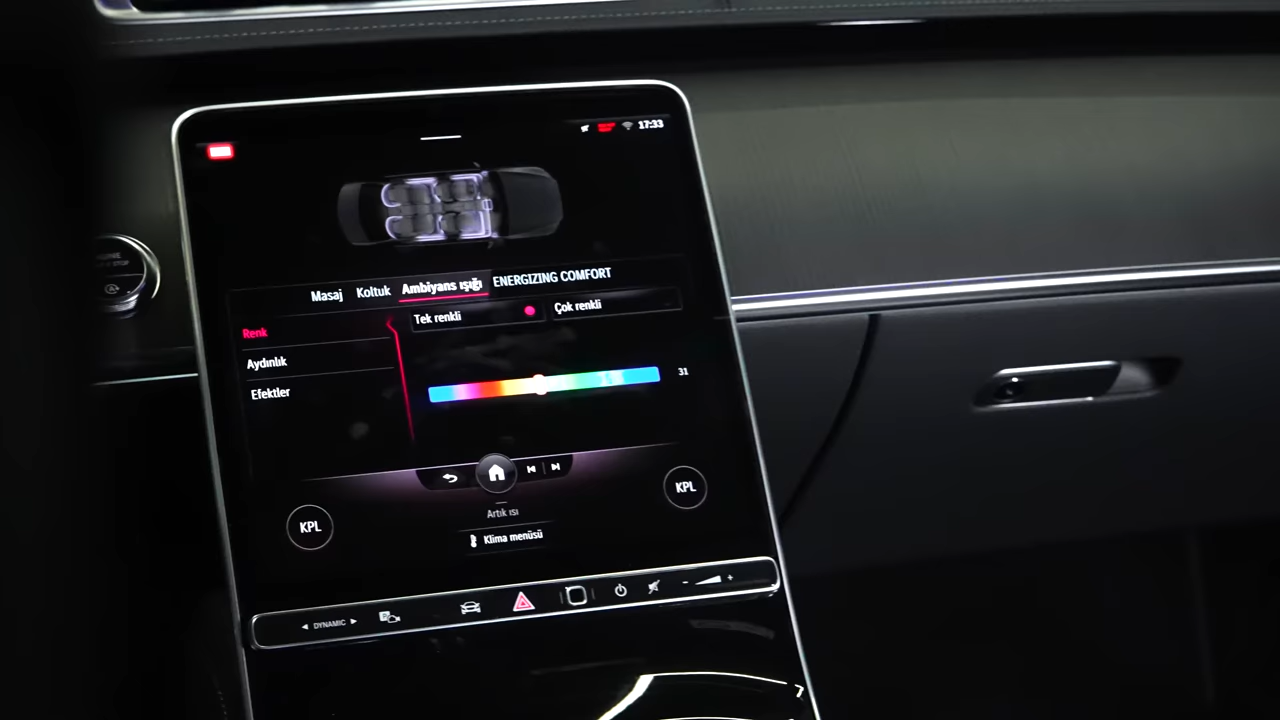 17:33
Masaj Koltuk Ambiyans ışığı ENERGIZING COMFORT
Renk
Tek renkli Çok renkli
Aydınlık
31
Efektler
KPL KPL
Artık ısı
Klima menüsü
DYNAMIC - +